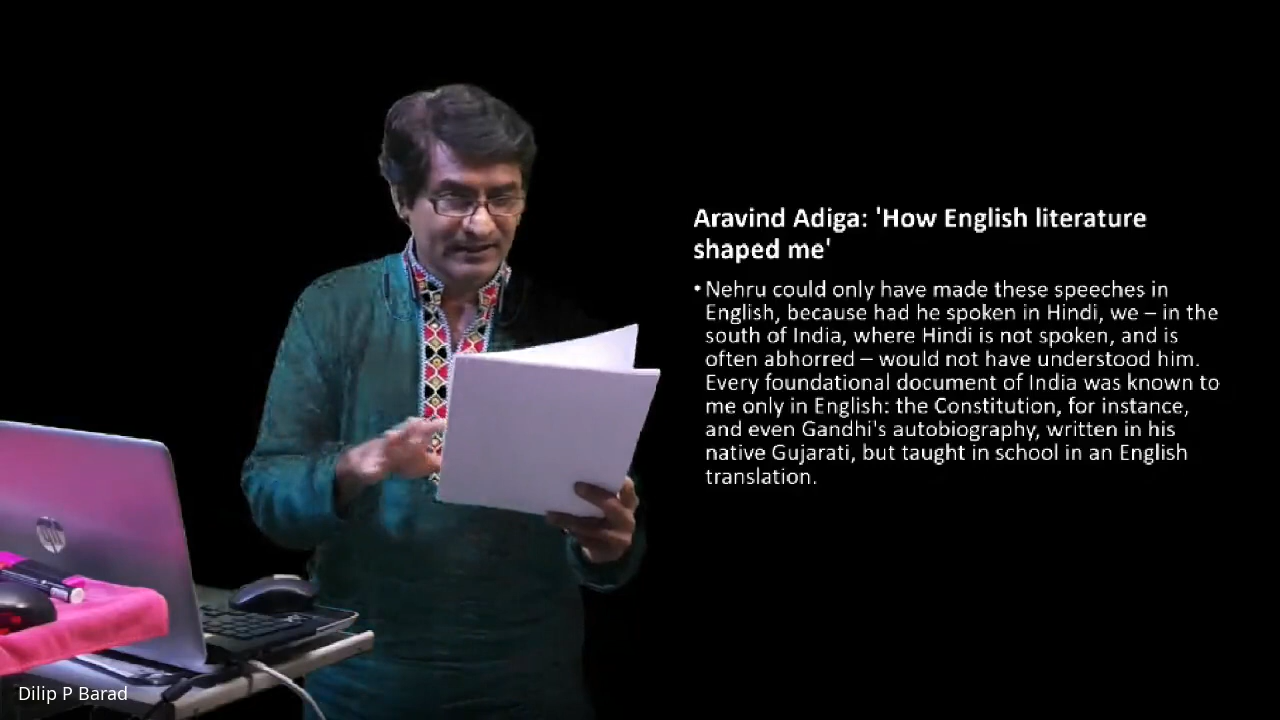 Aravind Adiga: 'How English literature
shaped me'
• Nehru could only have made these speeches in
English, because had he spoken in Hindi, we – in the
south of India, where Hindi is not spoken, and is
often abhorred – would not have understood him.
Every foundational document of India was known to
me only in English: the Constitution, for instance,
and even Gandhi's autobiography, written in his
native Gujarati, but taught in school in an English
translation.
hp
Dilip P Barad